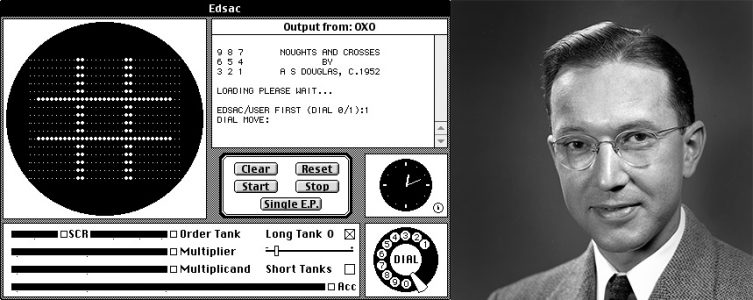 Edsac
Output from: OXO
9 8 7 NOUGHTS AND CROSSES
6 5 4 BY
3 2 1 A S DOUGLAS, C.1952
LOADING PLEASE WAIT...
EDSAC/USER FIRST (DIAL 0/1):1
DIAL MOVE:
Clear Reset
Start Stop
Single E.P.
SCR Order Tank
Multiplier
Multiplicand
Acc
Long Tank 0
- +
Short Tanks
1 2 3 4 5 6 7 8 9 0
DIAL